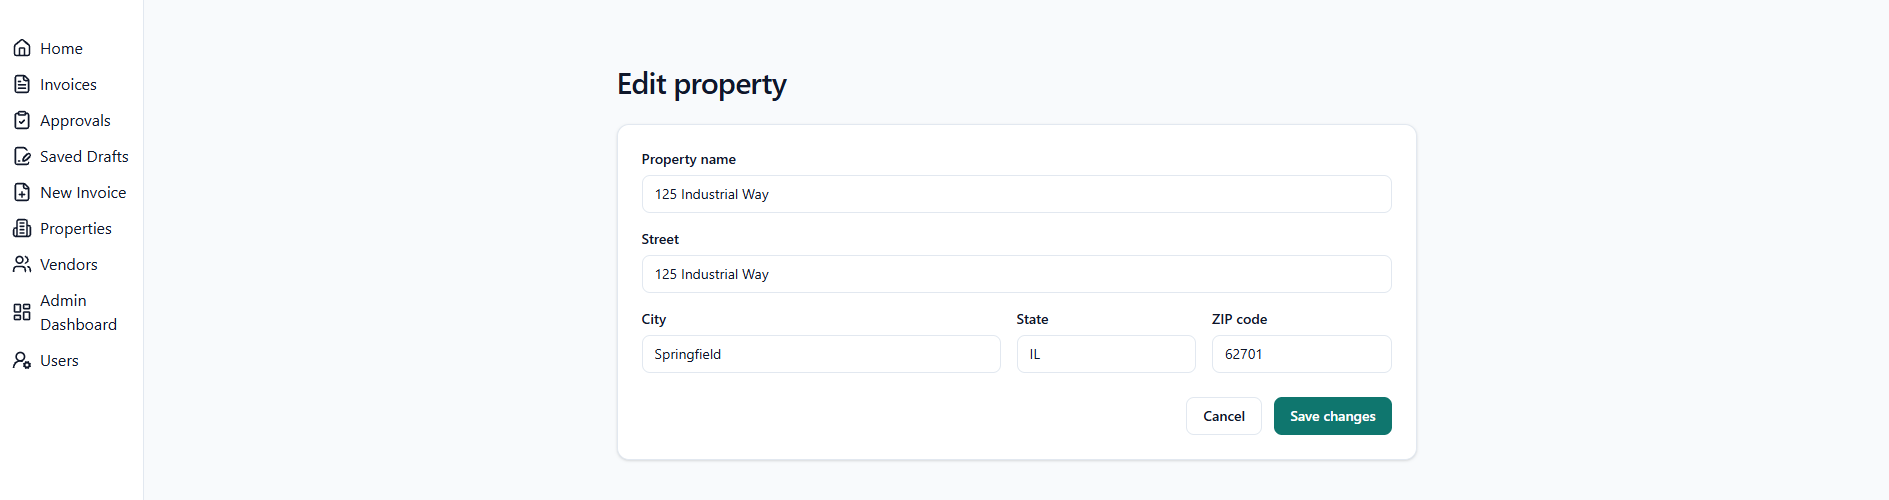 Home
Invoices
Approvals
Saved Drafts
New Invoice
Properties
Vendors
Admin
Dashboard
Users
Edit property
Property name
125 Industrial Way
Street
125 Industrial Way
City State ZIP code
Springfield IL 62701
Cancel Save changes